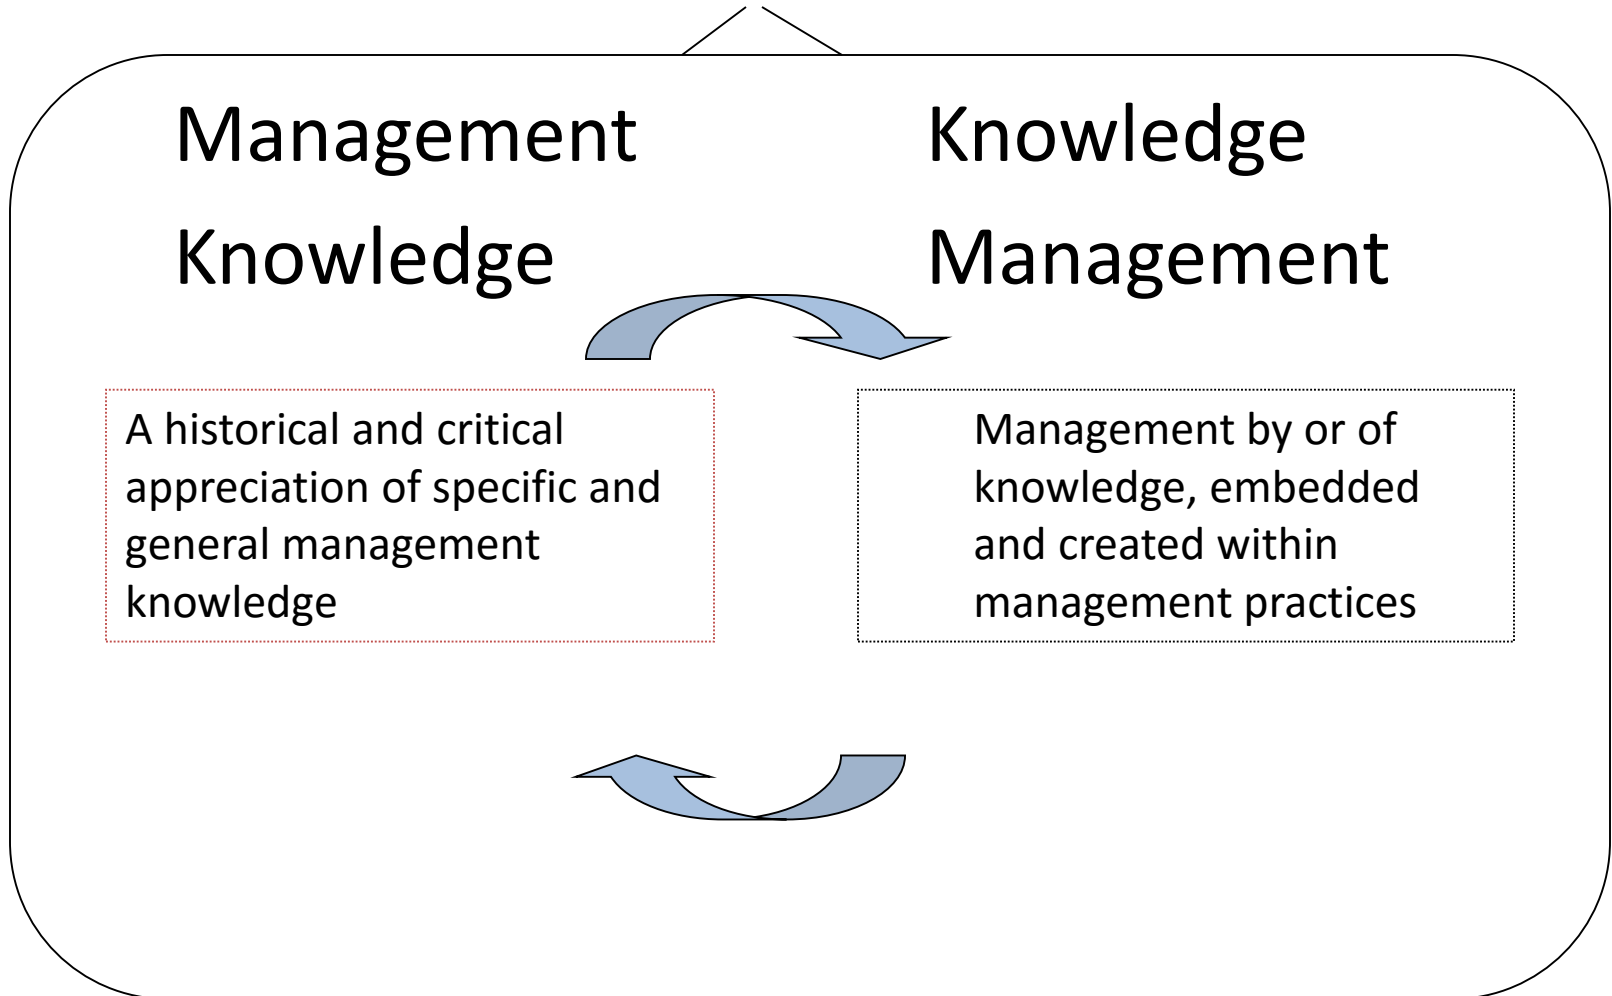 Management
Knowledge
Knowledge
Management
A historical and critical
appreciation of specific and
general management
knowledge
Management by or of
knowledge, embedded
and created within
management practices